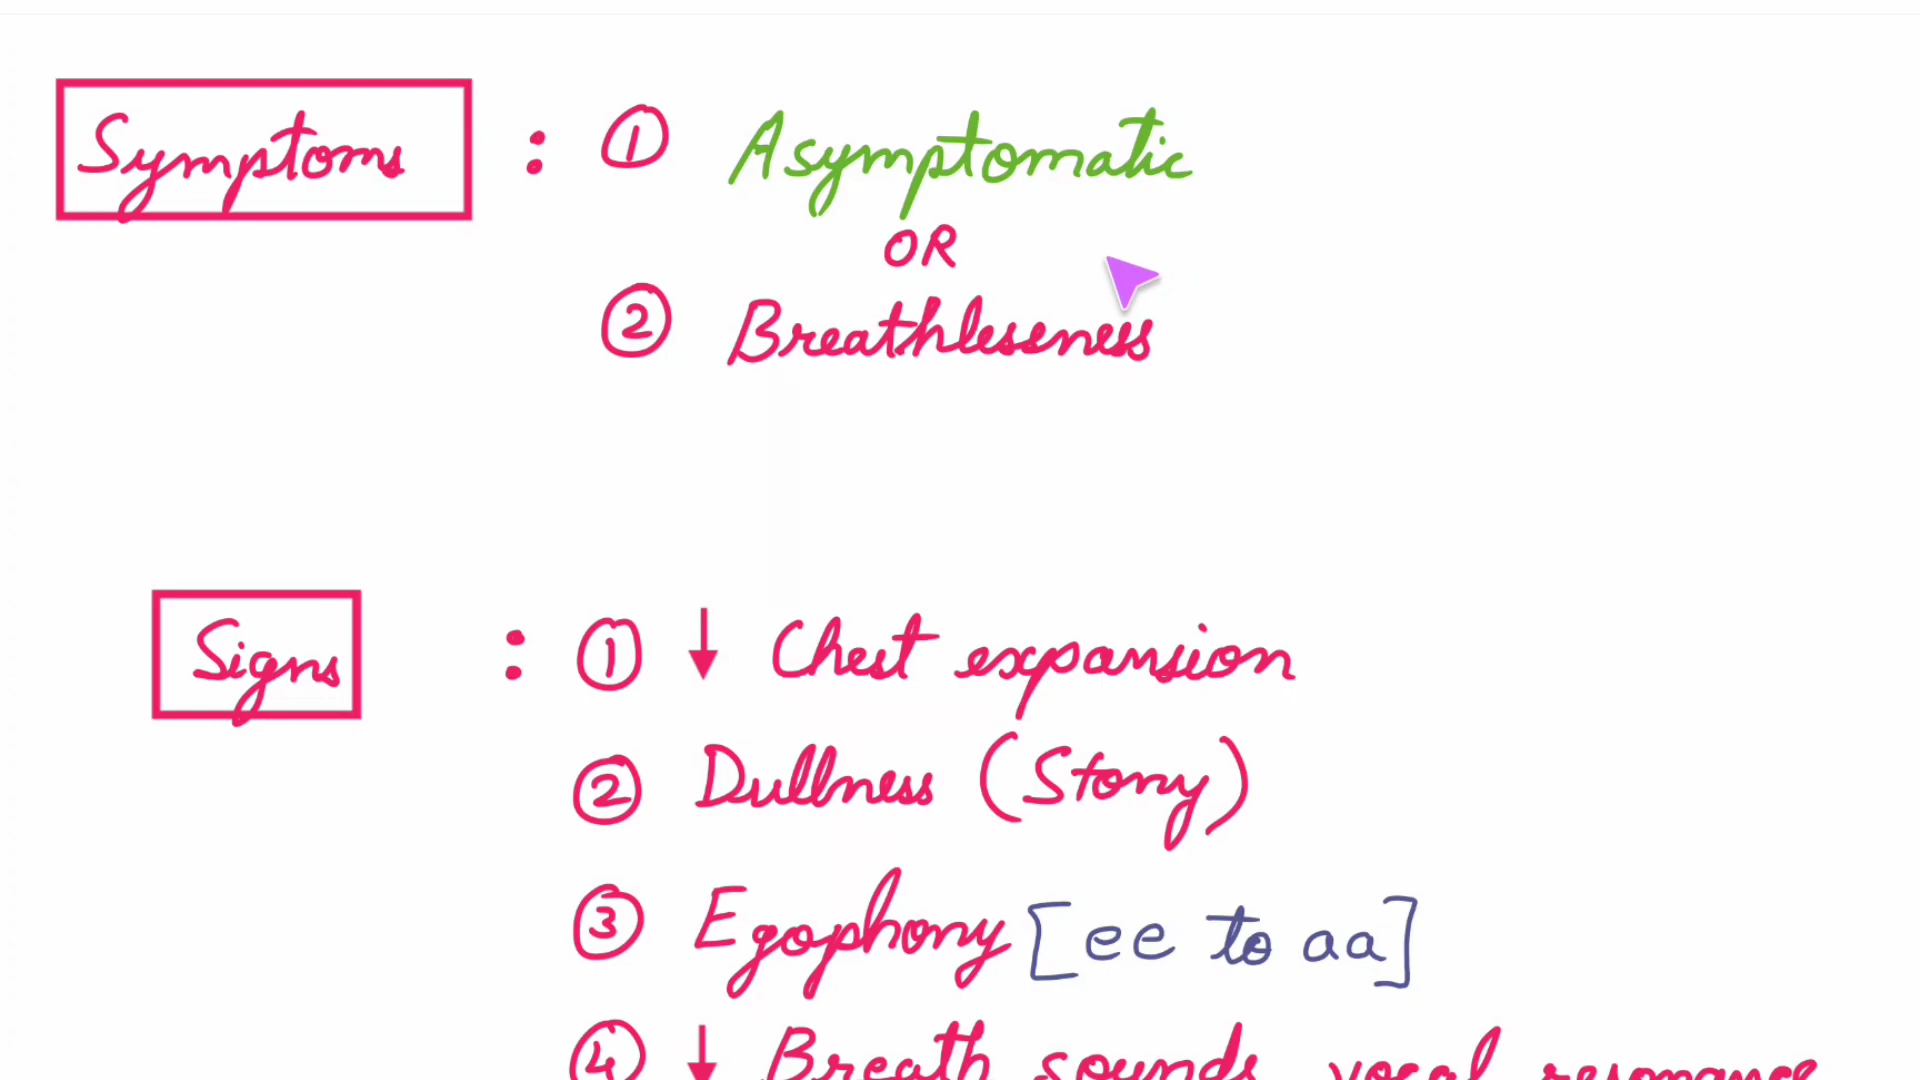 Symptoms : ① Asymptomatic
OR
② Breathlessness
Signs : ① ↓ Chest expansion
② Dullness (Stony)
③ Egophony [ee to aa]
④ ↓ Breath sounds, vocal resonance